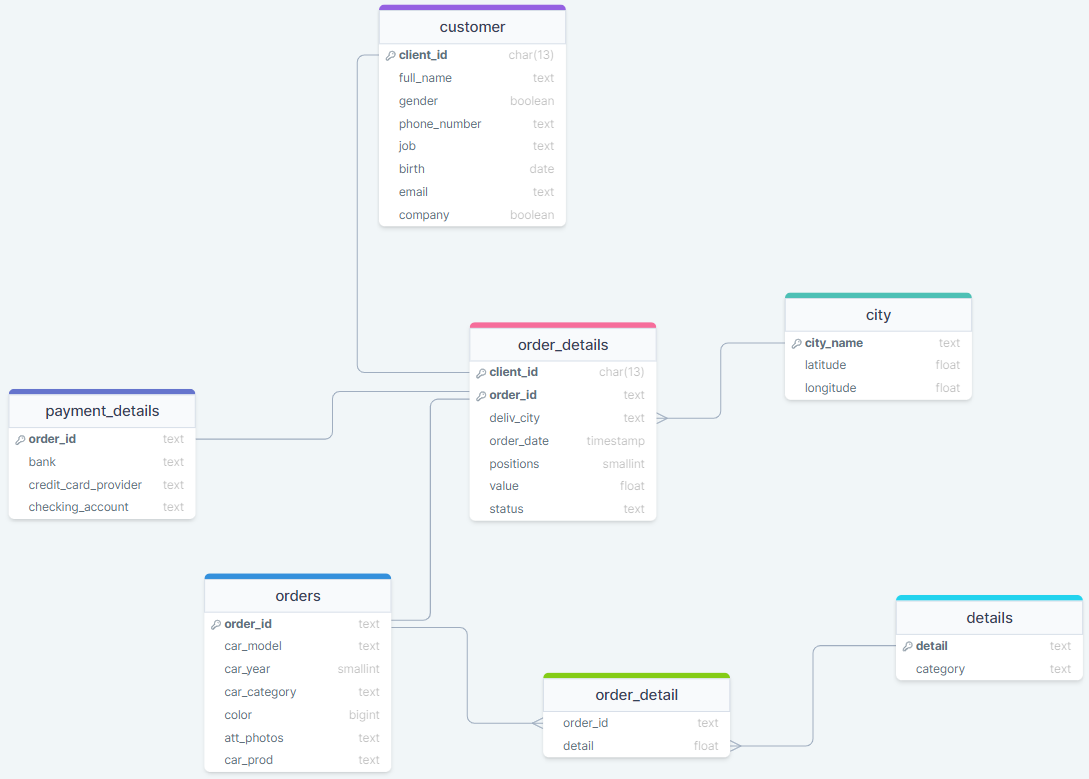 customer
client_id char(13)
full_name text
gender boolean
phone_number text
job text
birth date
email text
company boolean
city
city_name text
latitude float
longitude float
order_details
client_id char(13)
order_id text
deliv_city text
order_date timestamp
positions smallint
value float
status text
payment_details
order_id text
bank text
credit_card_provider text
checking_account text
orders
order_id text
car_model text
car_year smallint
car_category text
color bigint
att_photos text
car_prod text
details
detail text
category text
order_detail
order_id text
detail float